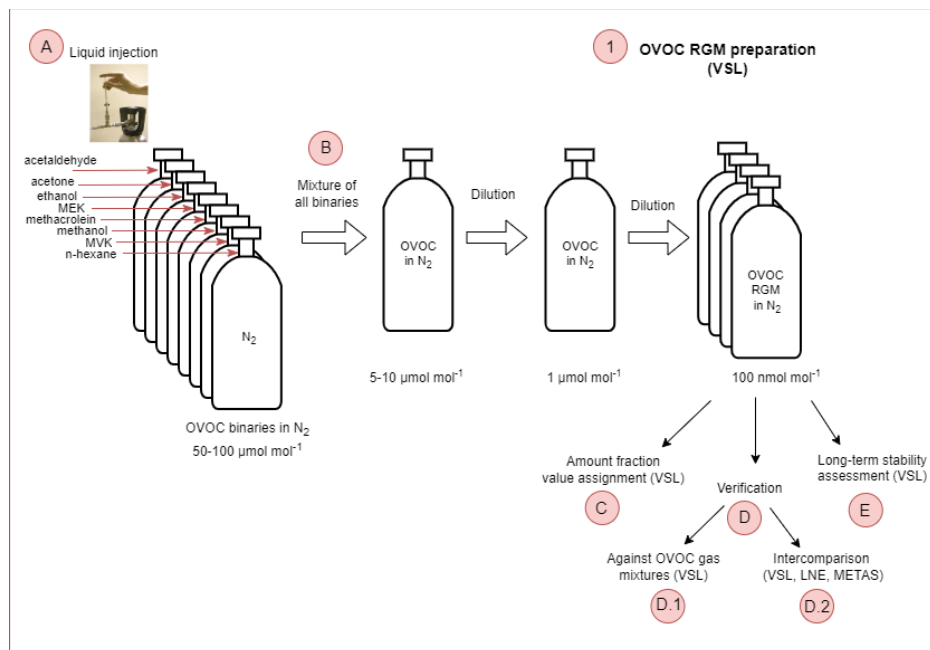 A
Liquid injection
1
OVOC RGM preparation
(VSL)
acetaldehyde
acetone
ethanol
MEK
methacrolein
methanol
MVK
n-hexane
N₂
OVOC binaries in N₂
50-100 µmol mol⁻¹
B
Mixture of
all binaries
OVOC
in N₂
5-10 µmol mol⁻¹
Dilution
OVOC
in N₂
1 µmol mol⁻¹
Dilution
OVOC
RGM
in N₂
100 nmol mol⁻¹
Amount fraction
value assignment (VSL)
C
Verification
D
Long-term stability
assessment (VSL)
E
Against OVOC gas
mixtures (VSL)
D.1
Intercomparison
(VSL, LNE, METAS)
D.2